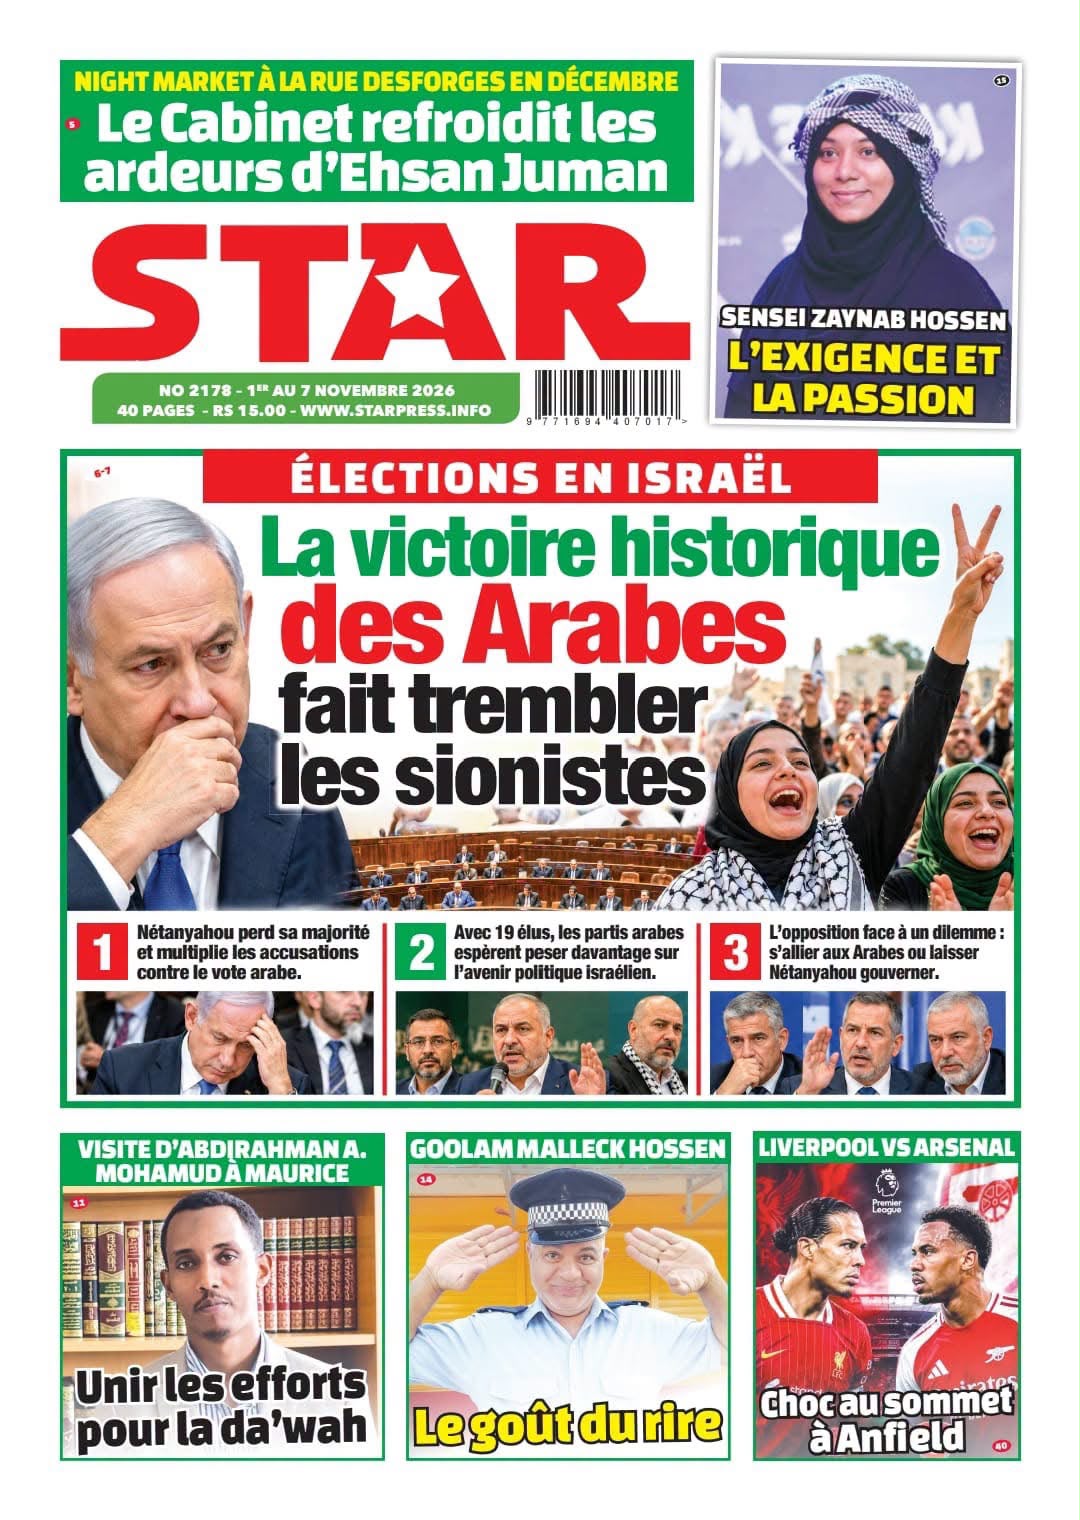 NIGHT MARKET À LA RUE DESFORGES EN DÉCEMBRE
5
Le Cabinet refroidit les
ardeurs d'Ehsan Juman
STAR
NO 2178 - 1ER AU 7 NOVEMBRE 2026
40 PAGES - RS 15.00 - WWW.STARPRESS.INFO
9 771694 407017 >
15
SENSEI ZAYNAB HOSSEN
L'EXIGENCE ET
LA PASSION
6-7
ÉLECTIONS EN ISRAËL
La victoire historique
des Arabes
fait trembler
les sionistes
1
Nétanyahou perd sa majorité
et multiplie les accusations
contre le vote arabe.
2
Avec 19 élus, les partis arabes
espèrent peser davantage sur
l'avenir politique israélien.
3
L'opposition face à un dilemme :
s'allier aux Arabes ou laisser
Nétanyahou gouverner.
VISITE D'ABDIRAHMAN A.
MOHAMUD À MAURICE
11
Unir les efforts
pour la da'wah
GOOLAM MALLECK HOSSEN
14
Le goût du rire
LIVERPOOL VS ARSENAL
Premier
League
Choc au sommet
à Anfield
40